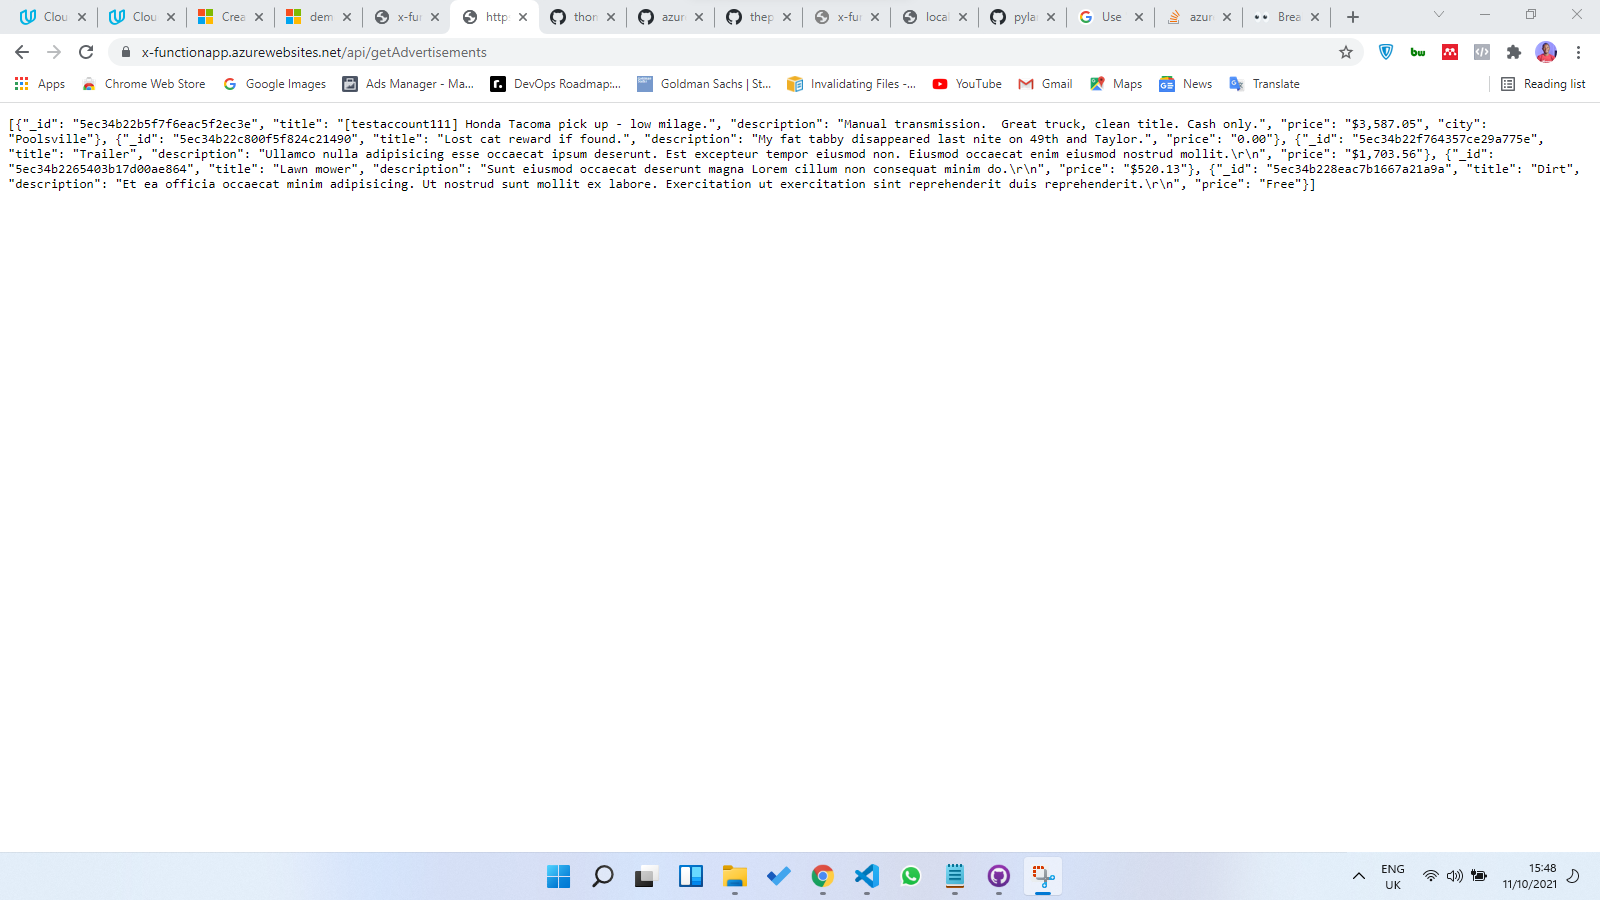 Clou Clou Crea dem x-fur https thon azur thep x-fur local pylan Use azur Brea
x-functionapp.azurewebsites.net/api/getAdvertisements
Apps Chrome Web Store Google Images Ads Manager - Ma... DevOps Roadmap:... Goldman Sachs | St... Invalidating Files -... YouTube Gmail Maps News Translate Reading list
[{"_id": "5ec34b22b5f7f6eac5f2ec3e", "title": "[testaccount111] Honda Tacoma pick up - low milage.", "description": "Manual transmission.  Great truck, clean title. Cash only.", "price": "$3,587.05", "city":
"Poolsville"}, {"_id": "5ec34b22c800f5f824c21490", "title": "Lost cat reward if found.", "description": "My fat tabby disappeared last nite on 49th and Taylor.", "price": "0.00"}, {"_id": "5ec34b22f764357ce29a775e",
"title": "Trailer", "description": "Ullamco nulla adipisicing esse occaecat ipsum deserunt. Est excepteur tempor eiusmod non. Eiusmod occaecat enim eiusmod nostrud mollit.\r\n", "price": "$1,703.56"}, {"_id":
"5ec34b2265403b17d00ae864", "title": "Lawn mower", "description": "Sunt eiusmod occaecat deserunt magna Lorem cillum non consequat minim do.\r\n", "price": "$520.13"}, {"_id": "5ec34b228eac7b1667a21a9a", "title": "Dirt",
"description": "Et ea officia occaecat minim adipisicing. Ut nostrud sunt mollit ex labore. Exercitation ut exercitation sint reprehenderit duis reprehenderit.\r\n", "price": "Free"}]
ENG 15:48
UK 11/10/2021